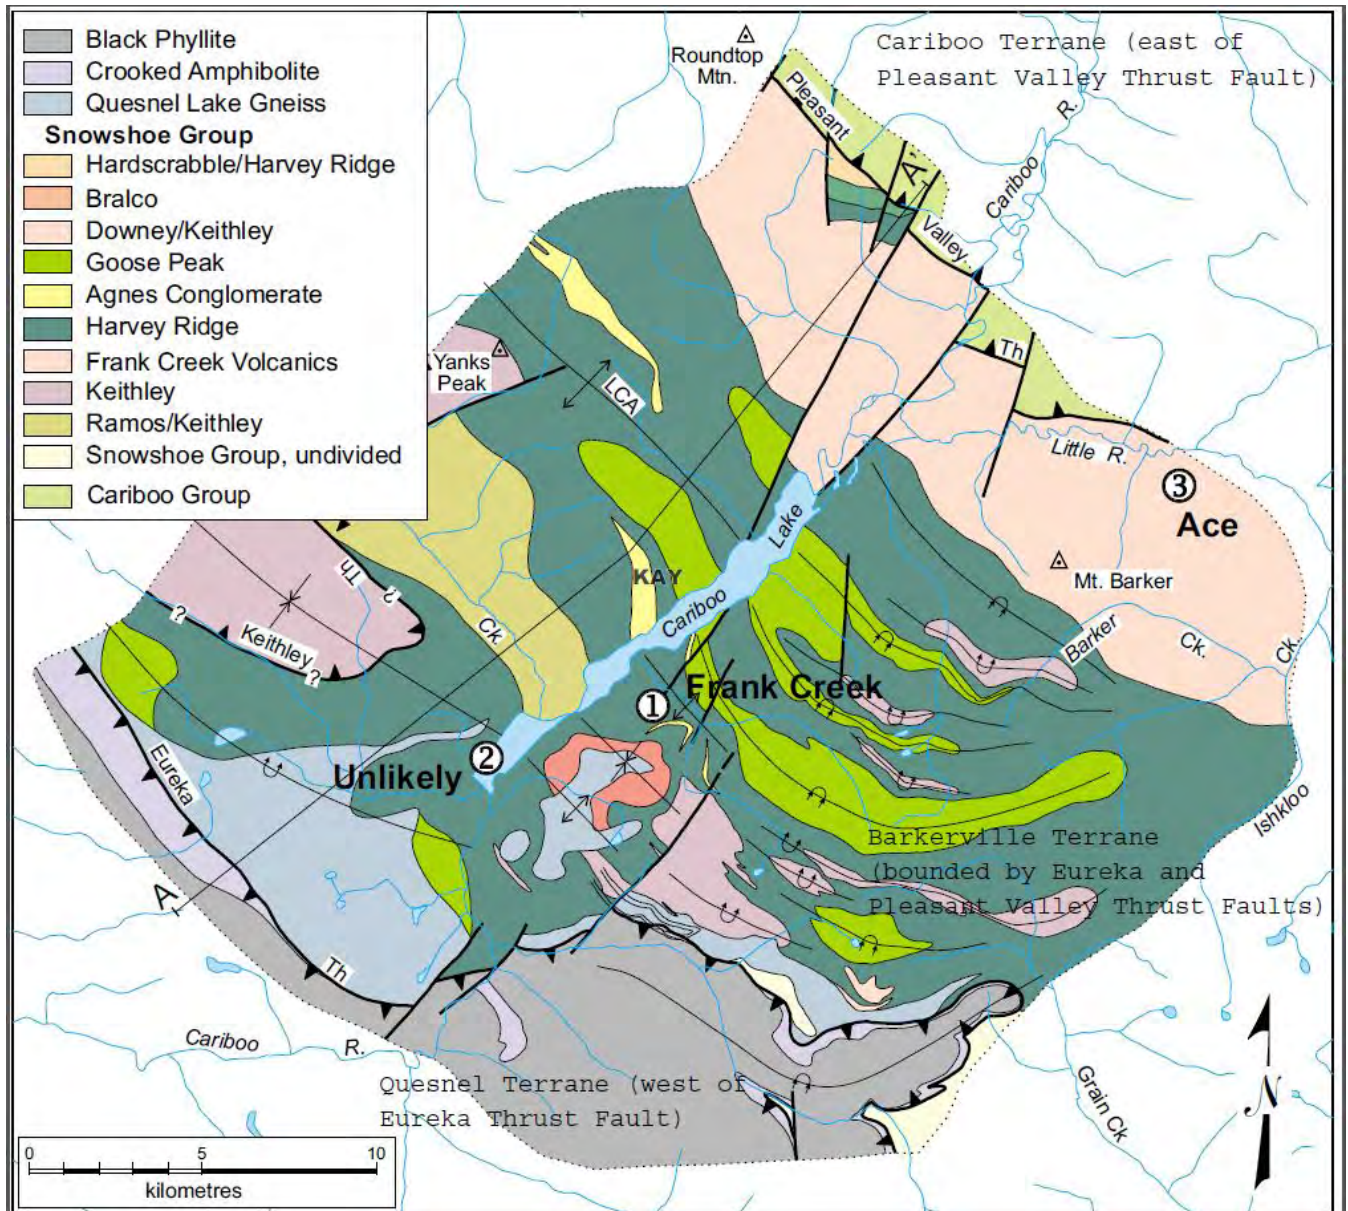 Black Phyllite
Crooked Amphibolite
Quesnel Lake Gneiss
Snowshoe Group
Hardscrabble/Harvey Ridge
Bralco
Downey/Keithley
Goose Peak
Agnes Conglomerate
Harvey Ridge
Frank Creek Volcanics
Keithley
Ramos/Keithley
Snowshoe Group, undivided
Cariboo Group
Roundtop
Mtn.
Cariboo Terrane (east of
Pleasant Valley Thrust Fault)
Pleasant
A'
Valley
Cariboo
R.
Th
Yanks
Peak
LCA
Little R.
3
Ace
Mt. Barker
Lake
KAY
Cariboo
Th
?
?
Keithley
?
Ck.
Barker
Ck.
Ck.
Ishkloo
1
Frank Creek
2
Unlikely
Eureka
A
Th
Barkerville Terrane
(bounded by Eureka and
Pleasant Valley Thrust Faults)
Cariboo
R.
Quesnel Terrane (west of
Eureka Thrust Fault)
Grain Ck
N
0 5 10
kilometres